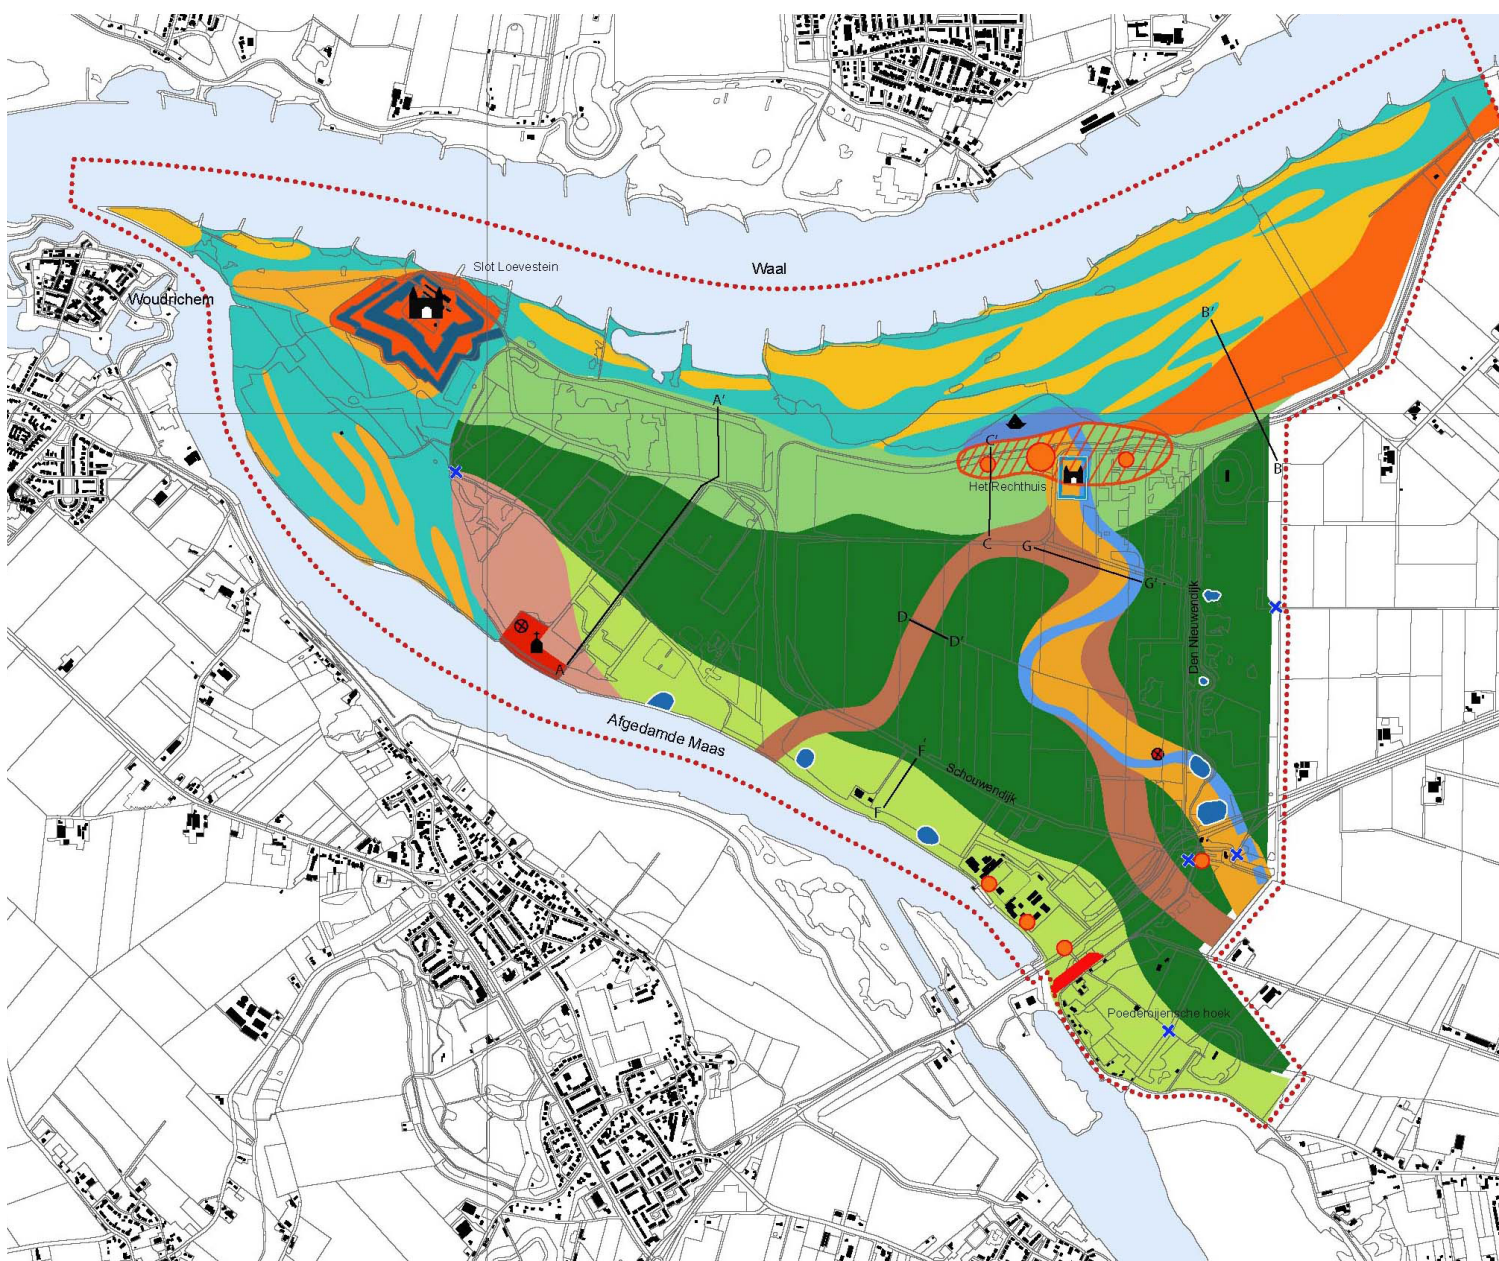 Slot Loevestein
Waal
Woudrichem
B'
A'
C'
B
Het Rechthuis
C
G
G'
Den Nieuwendijk
D
D'
A
Afgedamde Maas
F'
Schouwendijk
F
Poederoijensche hoek